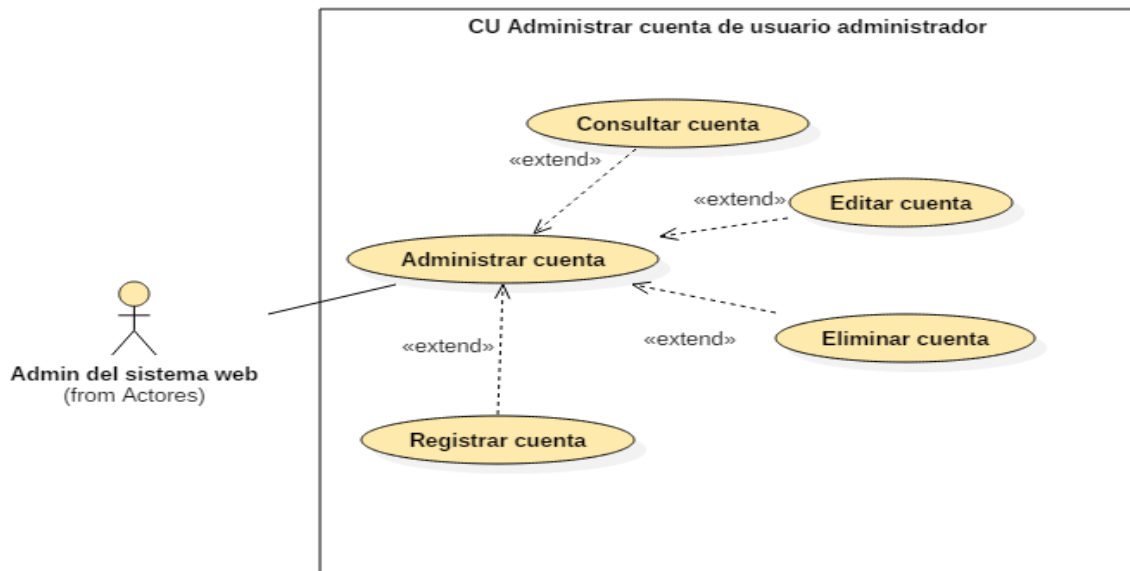 CU Administrar cuenta de usuario administrador
Consultar cuenta
«extend»
Editar cuenta
«extend»
Administrar cuenta
Eliminar cuenta
«extend»
«extend»
Admin del sistema web
(from Actores)
Registrar cuenta